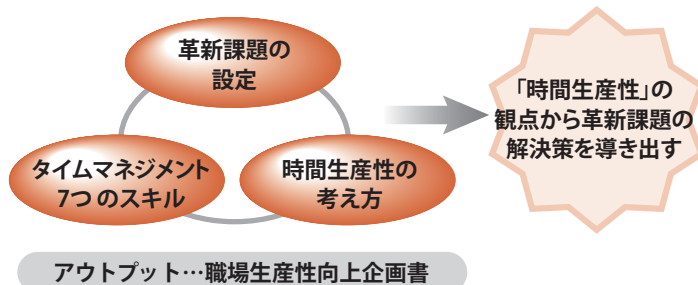 革新課題の
設定
タイムマネジメント
7つのスキル
時間生産性の
考え方
「時間生産性」の
観点から革新課題の
解決策を導き出す
アウトプット…職場生産性向上企画書